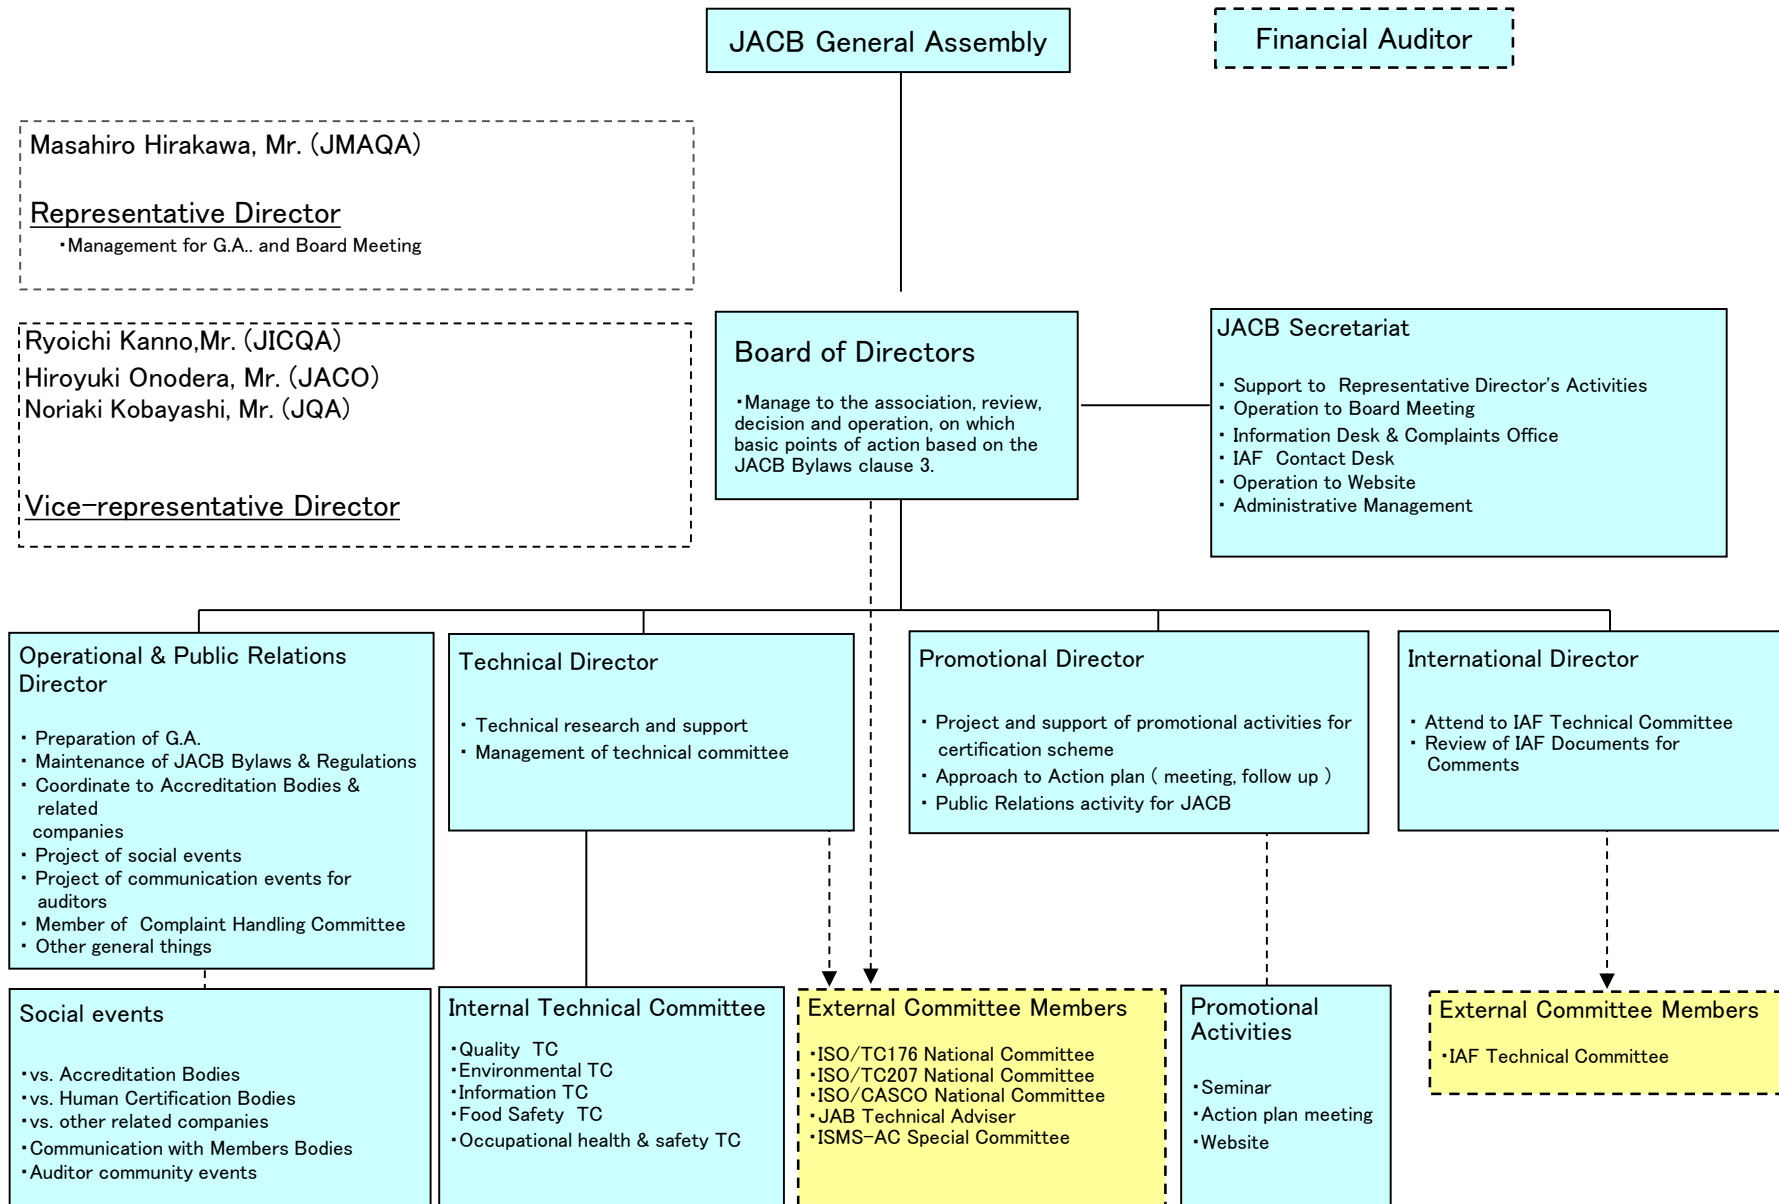 JACB General Assembly
Financial Auditor
Masahiro Hirakawa, Mr. (JMAQA)
Representative Director
・Management for G.A.. and Board Meeting
Ryoichi Kanno,Mr. (JICQA)
Hiroyuki Onodera, Mr. (JACO)
Noriaki Kobayashi, Mr. (JQA)
Vice-representative Director
Board of Directors
・Manage to the association, review,
decision and operation, on which
basic points of action based on the
JACB Bylaws clause 3.
JACB Secretariat
・ Support to Representative Director's Activities
・ Operation to Board Meeting
・ Information Desk & Complaints Office
・ IAF Contact Desk
・ Operation to Website
・ Administrative Management
Operational & Public Relations
Director
・ Preparation of G.A.
・ Maintenance of JACB Bylaws & Regulations
・ Coordinate to Accreditation Bodies &
related
companies
・ Project of social events
・ Project of communication events for
auditors
・ Member of Complaint Handling Committee
・ Other general things
Technical Director
・ Technical research and support
・ Management of technical committee
Promotional Director
・ Project and support of promotional activities for
certification scheme
・ Approach to Action plan ( meeting, follow up )
・ Public Relations activity for JACB
International Director
・ Attend to IAF Technical Committee
・ Review of IAF Documents for
Comments
Social events
・vs. Accreditation Bodies
・vs. Human Certification Bodies
・vs. other related companies
・Communication with Members Bodies
・Auditor community events
Internal Technical Committee
・Quality TC
・Environmental TC
・Information TC
・Food Safety TC
・Occupational health & safety TC
External Committee Members
・ISO/TC176 National Committee
・ISO/TC207 National Committee
・ISO/CASCO National Committee
・JAB Technical Adviser
・ISMS-AC Special Committee
Promotional
Activities
・Seminar
・Action plan meeting
・Website
External Committee Members
・IAF Technical Committee